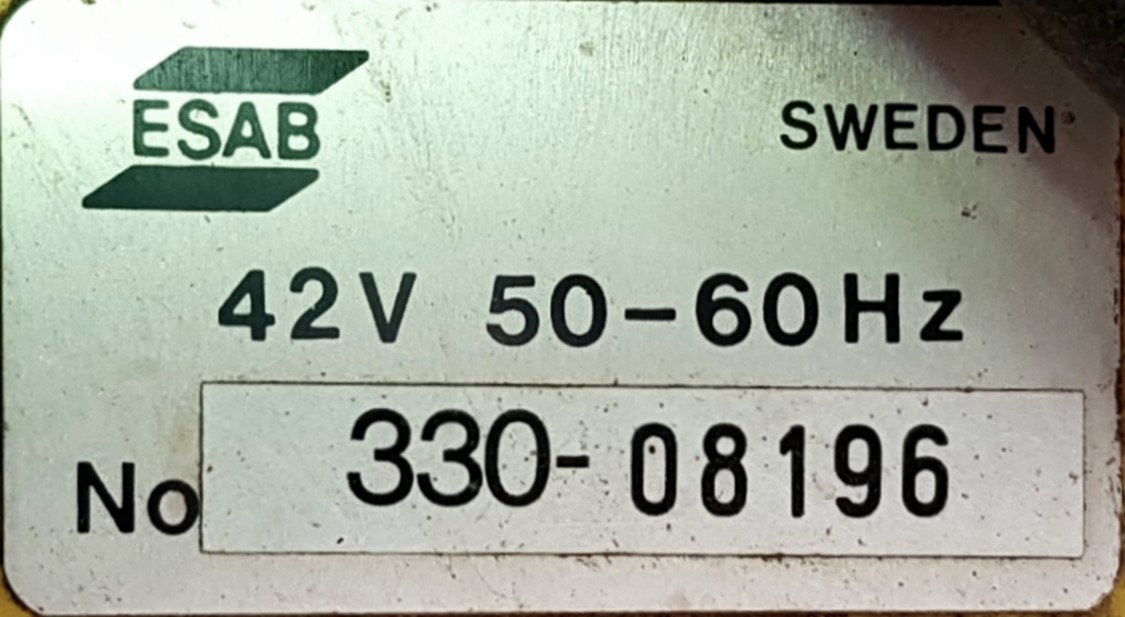 ESAB
SWEDEN
42V 50-60Hz
No 330-08196